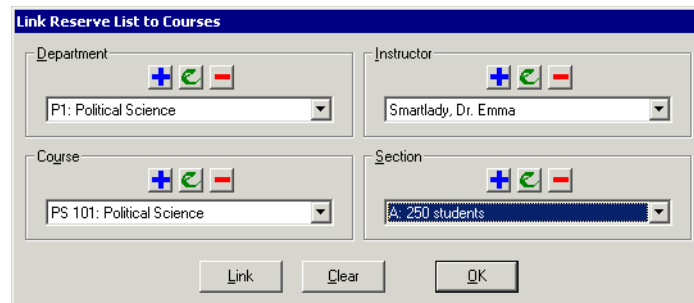 Link Reserve List to Courses
Department
Instructor
P1: Political Science
Smartlady, Dr. Emma
Course
Section
PS 101: Political Science
A: 250 students
Link
Clear
OK